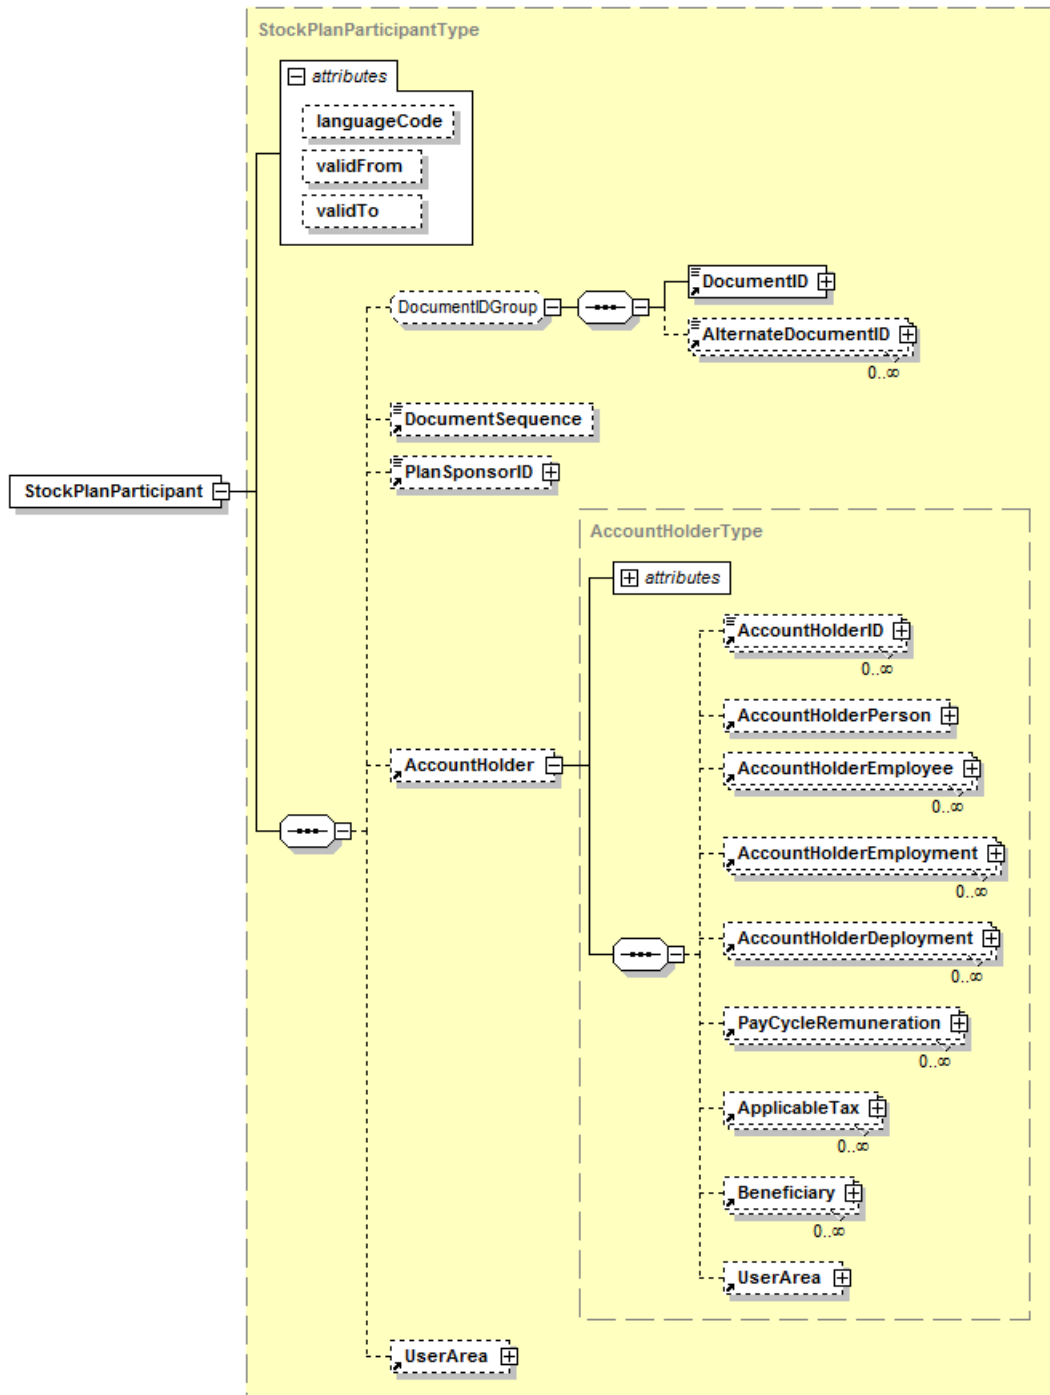 StockPlanParticipantType
attributes
languageCode
validFrom
validTo
DocumentIDGroup
DocumentID
AlternateDocumentID
0..∞
DocumentSequence
PlanSponsorID
StockPlanParticipant
AccountHolderType
attributes
AccountHolderID
0..∞
AccountHolderPerson
AccountHolder
AccountHolderEmployee
0..∞
AccountHolderEmployment
0..∞
AccountHolderDeployment
0..∞
PayCycleRemuneration
0..∞
ApplicableTax
0..∞
Beneficiary
0..∞
UserArea
UserArea